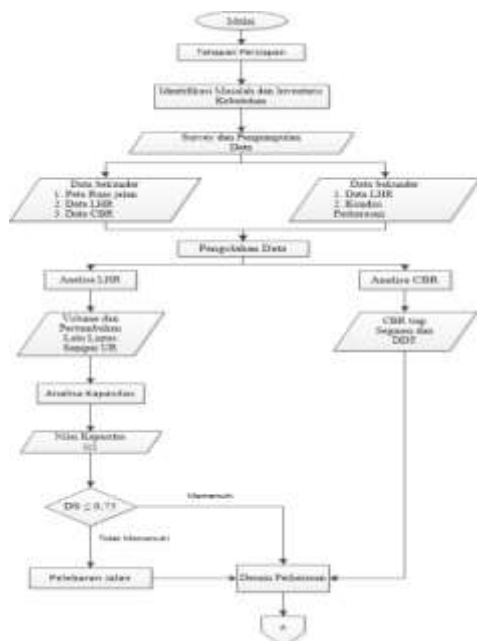 Mulai
Tahapan Persiapan
Identifikasi Masalah dan Inventaris
Kebutuhan
Survey dan Pengumpulan
Data
Data Sekunder
1. Peta Ruas jalan
2. Data LHR
3. Data CBR
Data Sekunder
1. Data LHR
2. Kondisi
Perkerasan
Pengolahan Data
Analisa LHR
Analisa CBR
Volume dan
Pertumbuhan
Lalu Lintas
Sampai UR
CBR tiap
Segmen dan
DDT
Analisa Kapasitas
Nilai Kapasitas
DS ≤ 0,75
Memenuhi
Tidak Memenuhi
Pelebaran jalan
Desain Perkerasan
A